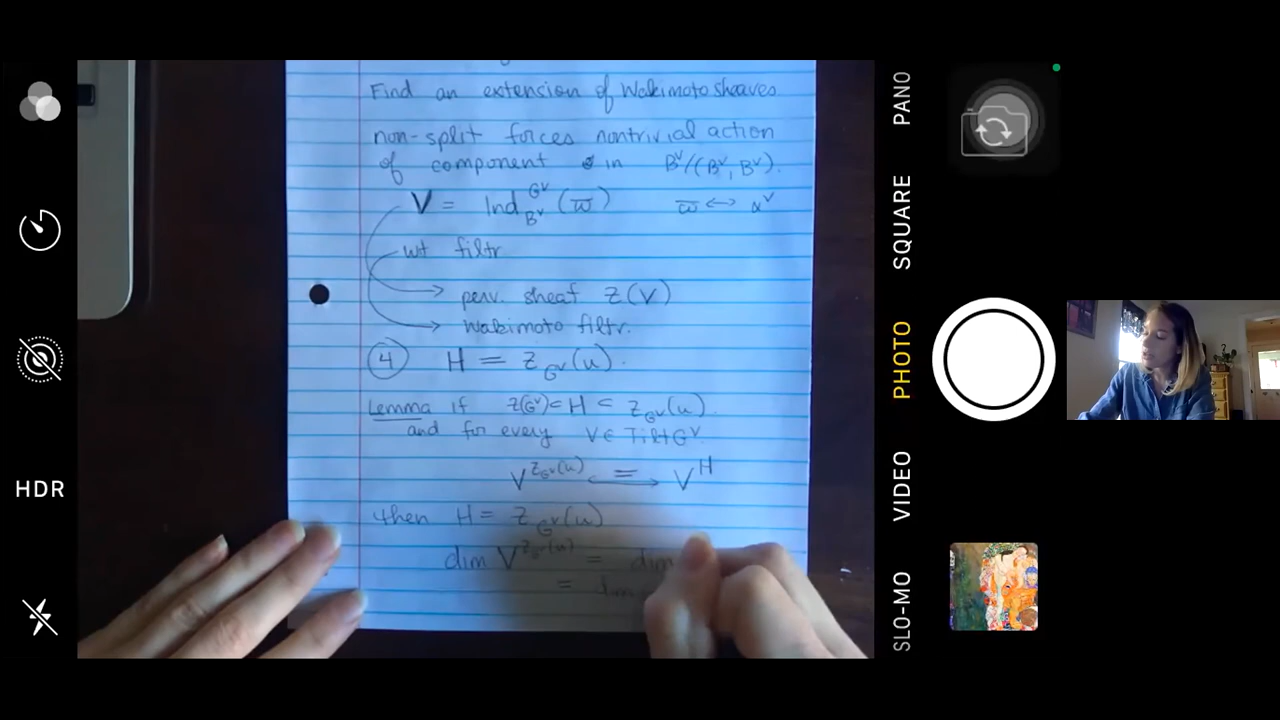 Find an extension of Wakimoto sheaves
non-split forces nontrivial action
of component in B^∨/(B^∨, B^∨).
V = Ind_{B^∨}^{G^∨}(ϖ) ϖ ↔ α^∨
wt filtr
perv. sheaf Z(V)
Wakimoto filtr.
④ H = Z_{G^∨}(u).
Lemma if Z(G^∨) ⊂ H ⊂ Z_{G^∨}(u).
and for every V ∈ Tilt G^∨
V^{Z_{G^∨}(u)} = V^H
then H = Z_{G^∨}(u)
dim V^{Z_{G^∨}(u)} = dim
= dim
HDR
PANO
SQUARE
PHOTO
VIDEO
SLO-MO